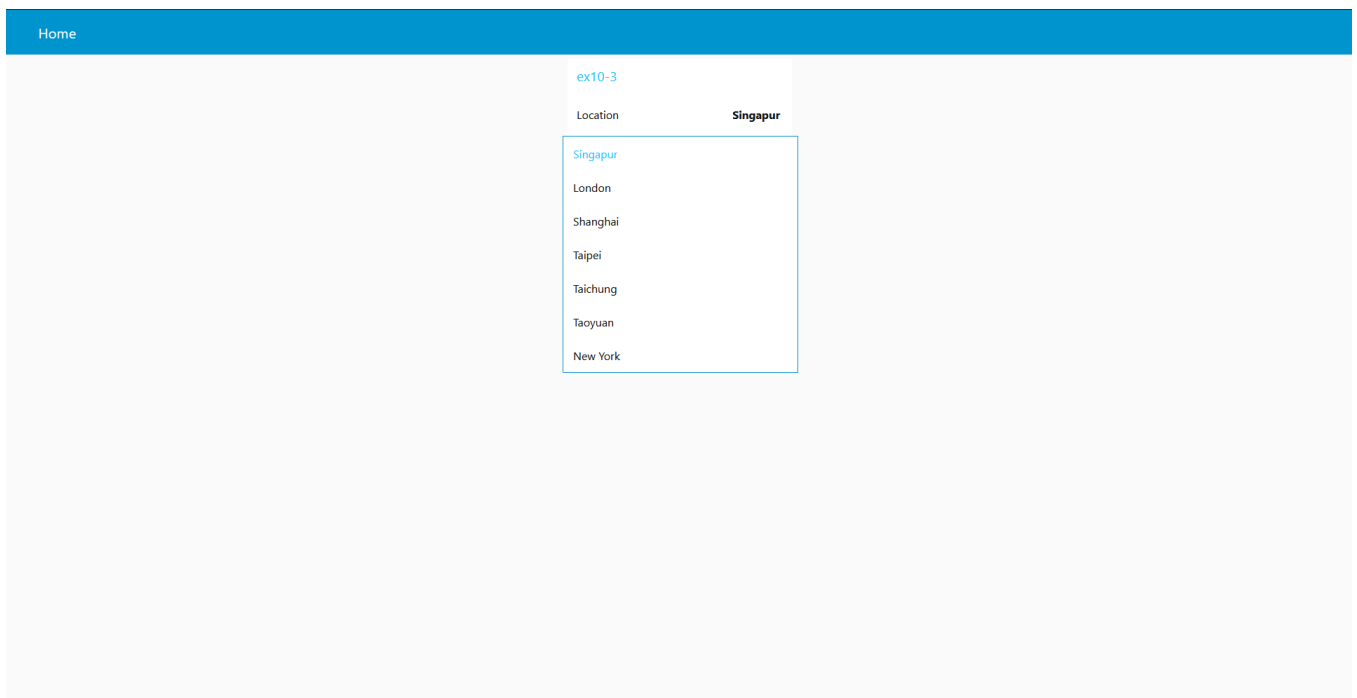 Home
ex10-3
Location Singapur
Singapur
London
Shanghai
Taipei
Taichung
Taoyuan
New York